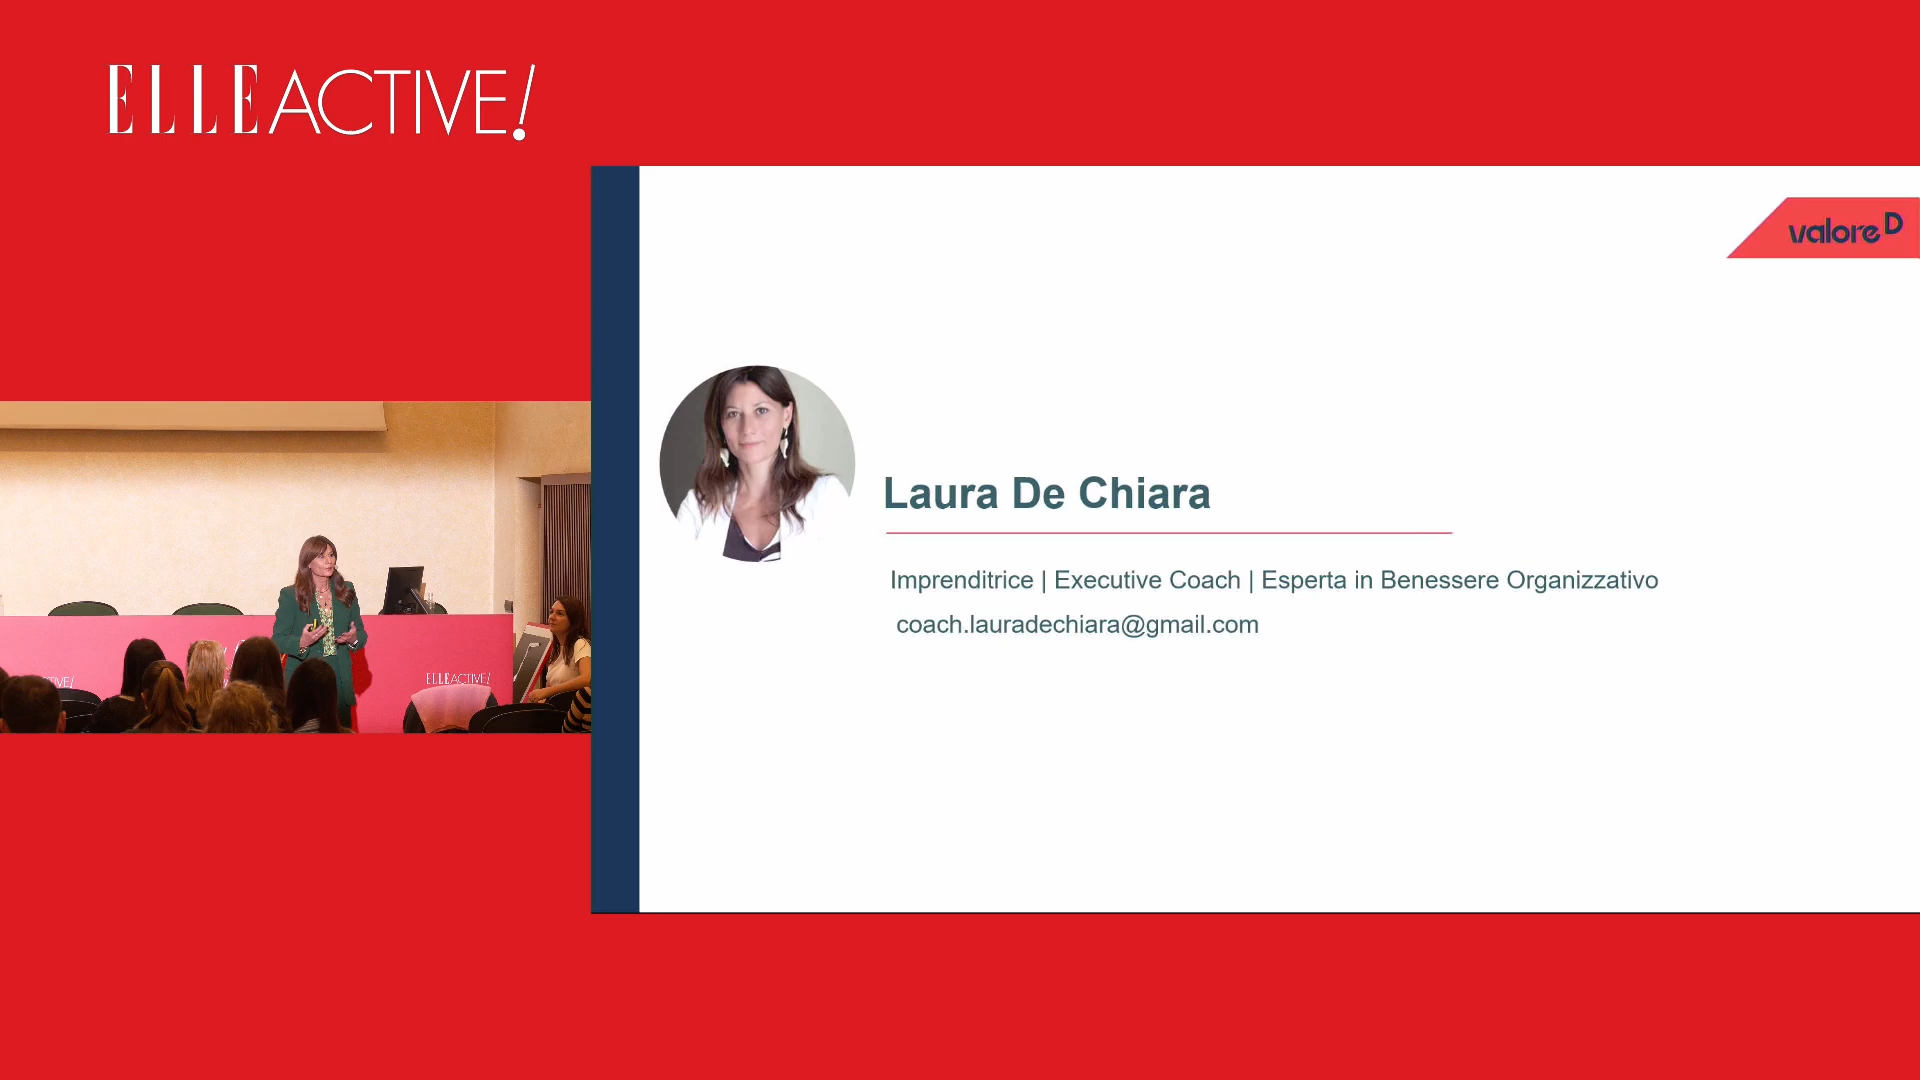 ELLE ACTIVE!
valore D
Laura De Chiara
Imprenditrice | Executive Coach | Esperta in Benessere Organizzativo
coach.lauradechiara@gmail.com
TIVE!
ELLE ACTIVE!